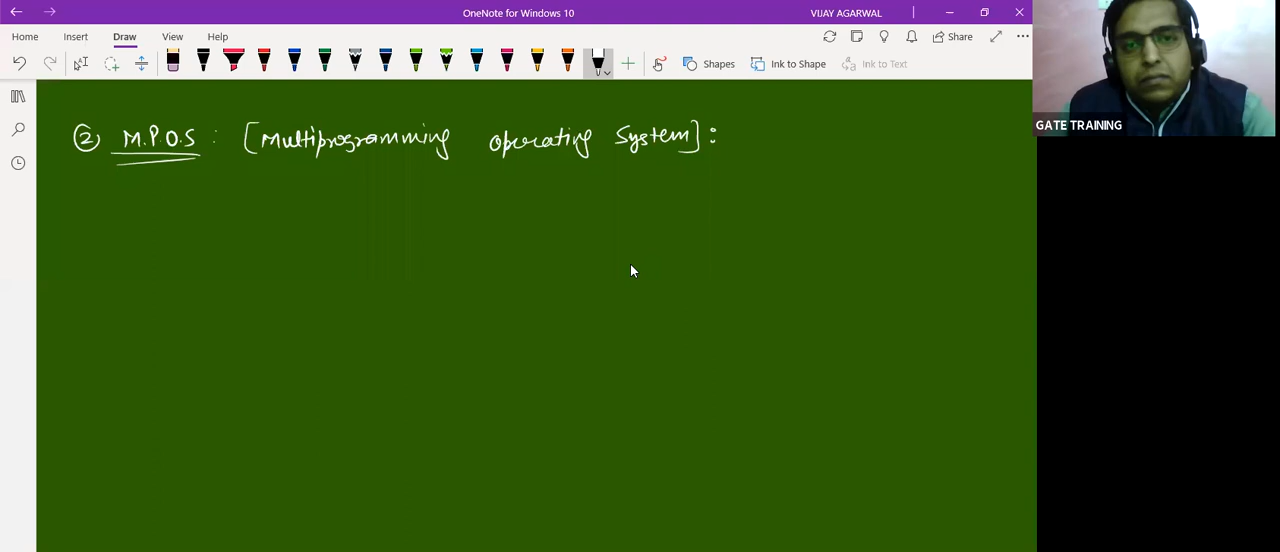 OneNote for Windows 10
VIJAY AGARWAL
Home Insert Draw View Help
Share
Shapes Ink to Shape Ink to Text
② M.P.O.S : [Multiprogramming operating System] :
GATE TRAINING